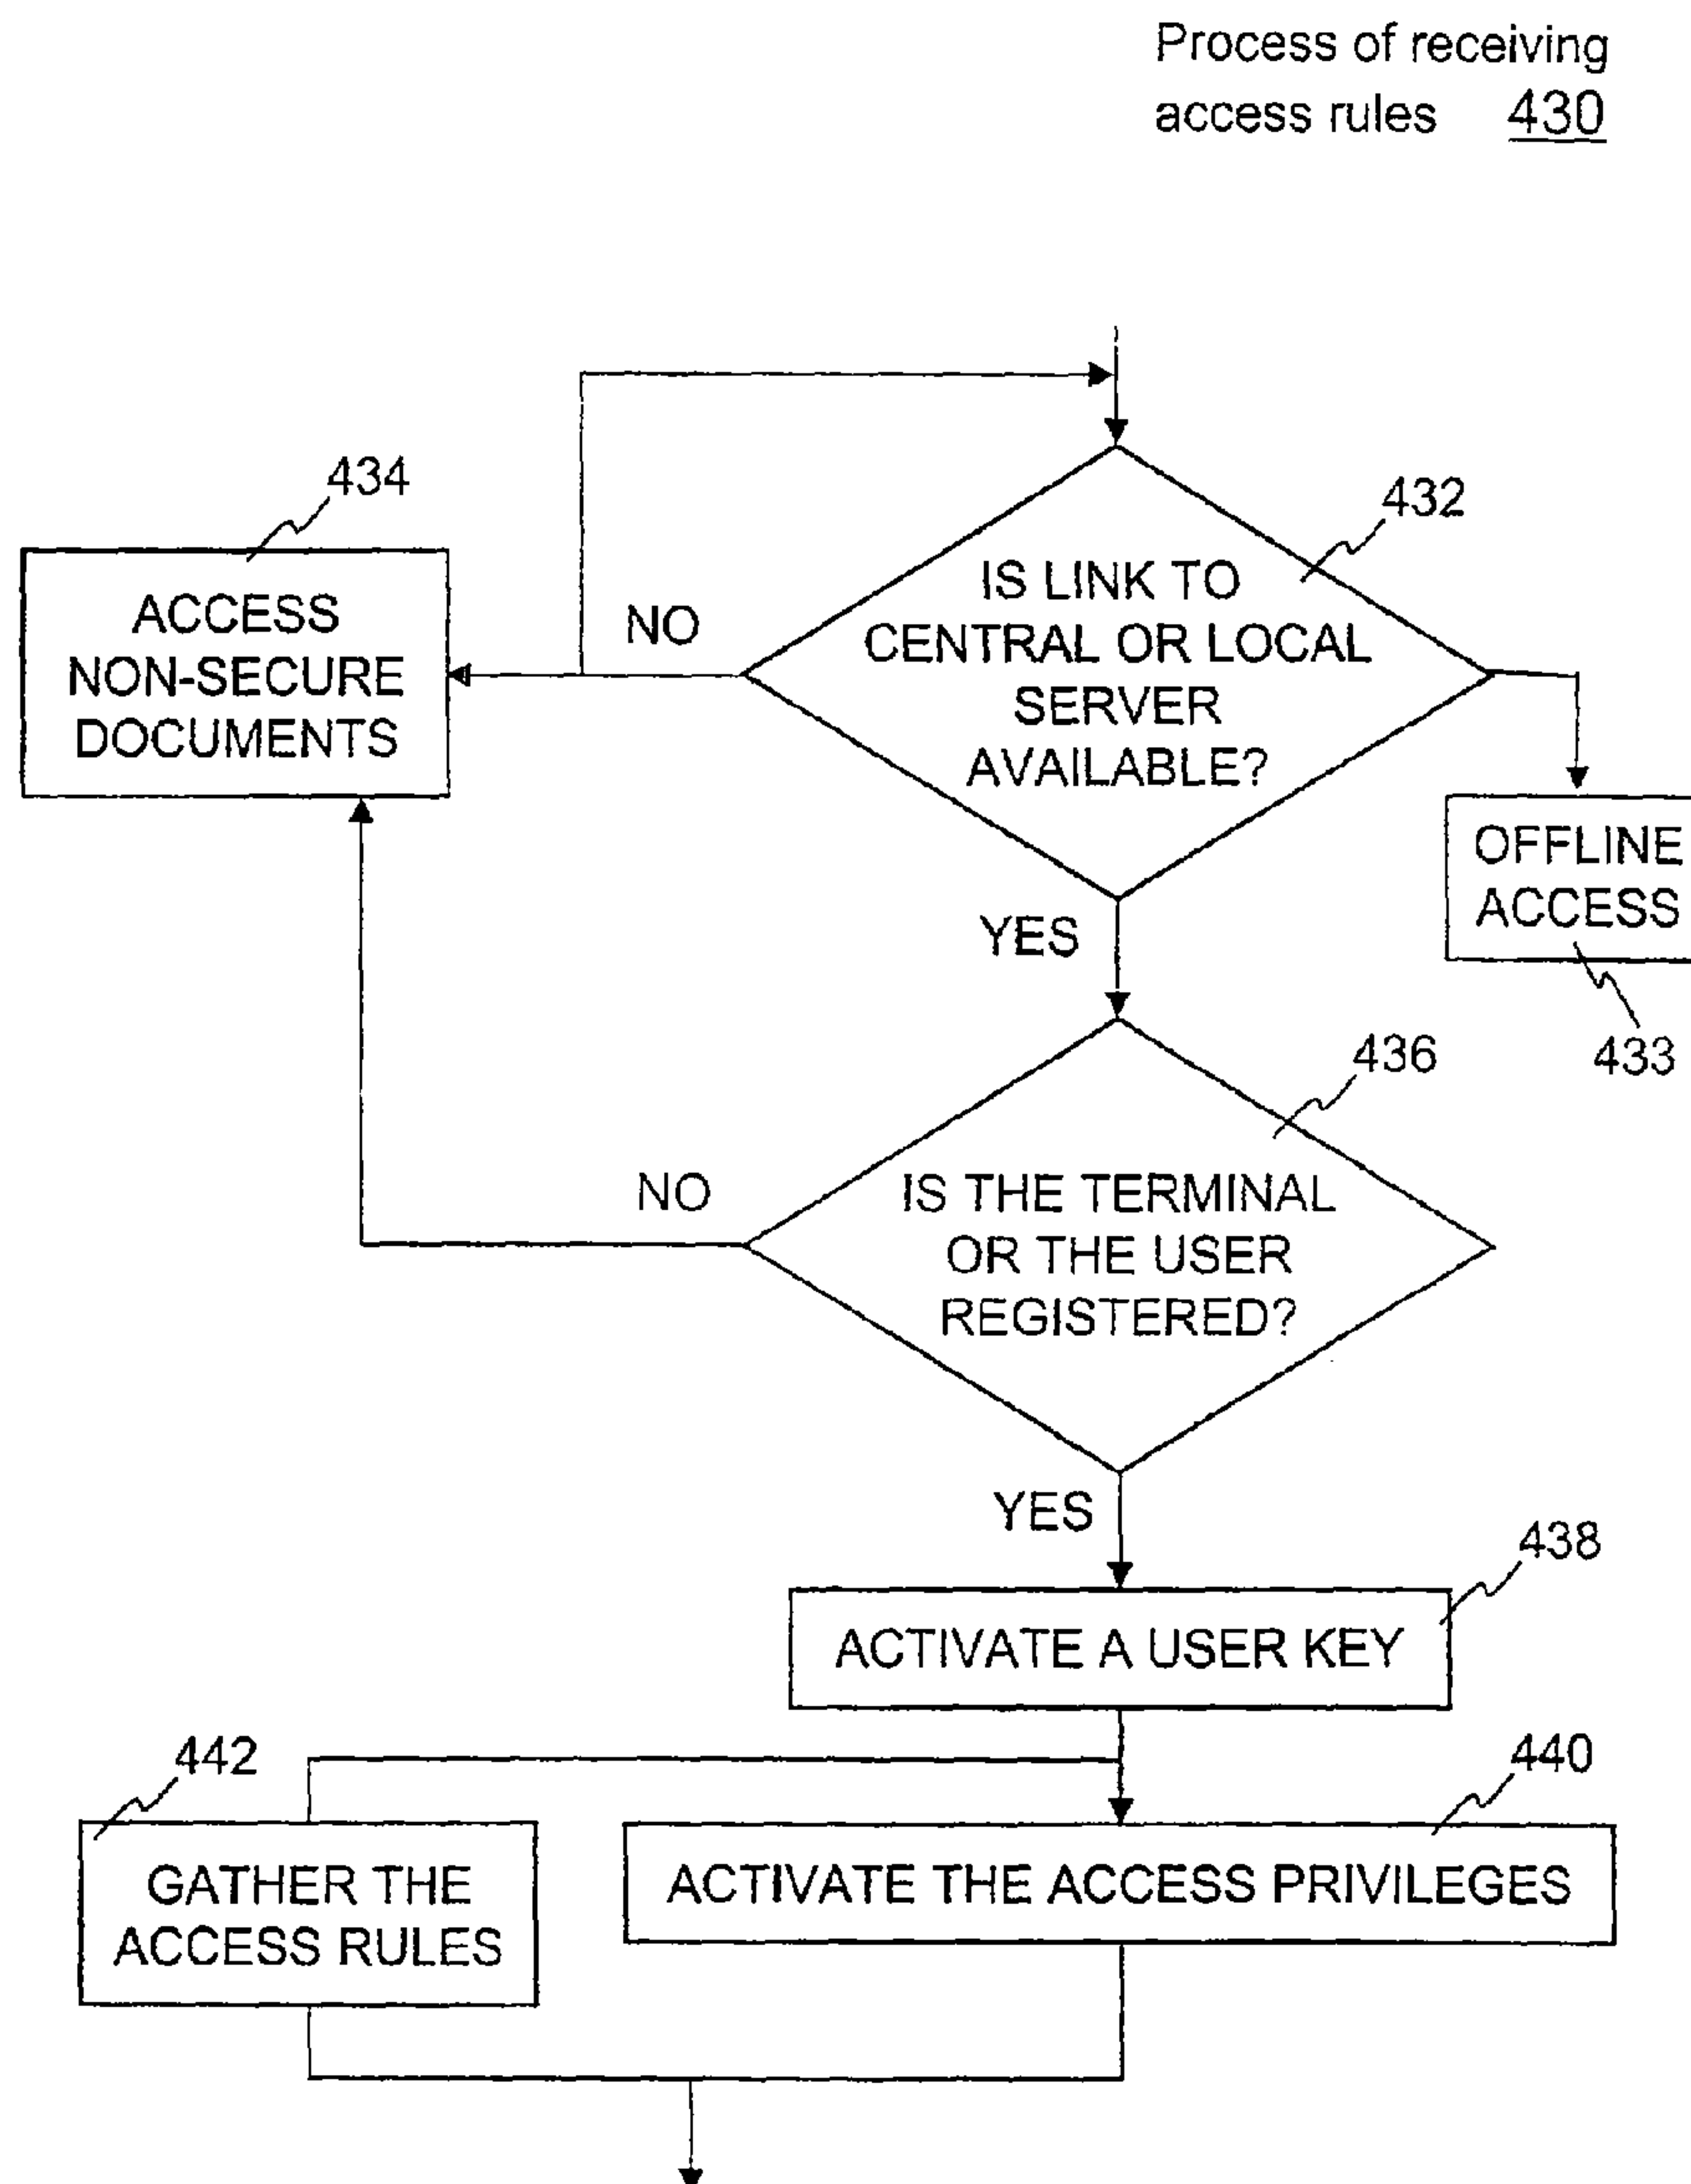 Process of receiving
access rules 430
434
432
ACCESS
NON-SECURE
DOCUMENTS
NO
IS LINK TO
CENTRAL OR LOCAL
SERVER
AVAILABLE?
OFFLINE
ACCESS
433
YES
436
NO
IS THE TERMINAL
OR THE USER
REGISTERED?
YES
438
ACTIVATE A USER KEY
442
440
GATHER THE
ACCESS RULES
ACTIVATE THE ACCESS PRIVILEGES